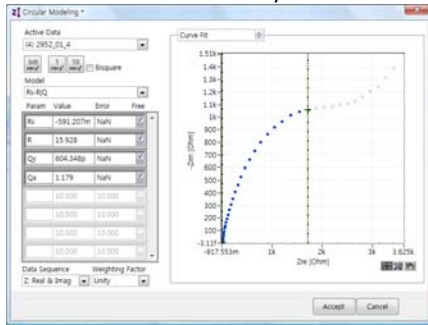 Circular Modeling *
Active Data
(4) 2952_01_4
Init
1
10
Bisquare
Model
Rs-R|Q
Param Value Error Free
Rs -591.207m NaN
R 15.928 NaN
Qy 604.348p NaN
Qa 1.179 NaN
10.000 10.000
10.000 10.000
10.000 10.000
10.000 10.000
Data Sequence Weighting Factor
Z: Real & Imag Unity
Curve Fit
1.51k
1.4k
1.3k
1.2k
1.1k
1k
900
800
700
600
500
400
300
200
100
-3.11f
-Zim [Ohm]
-917.553m 1k 2k 3k 3.625k
Zre [Ohm]
Accept Cancel